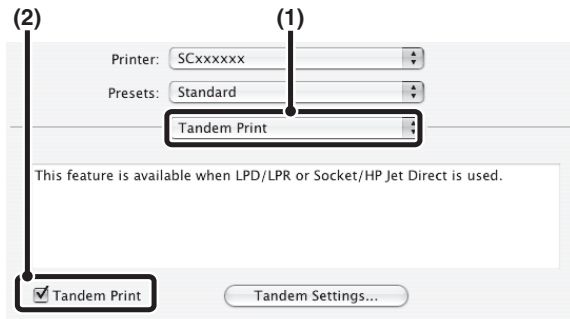 (2) (1)
Printer: SCxxxxxx
Presets: Standard
Tandem Print
This feature is available when LPD/LPR or Socket/HP Jet Direct is used.
Tandem Print Tandem Settings...